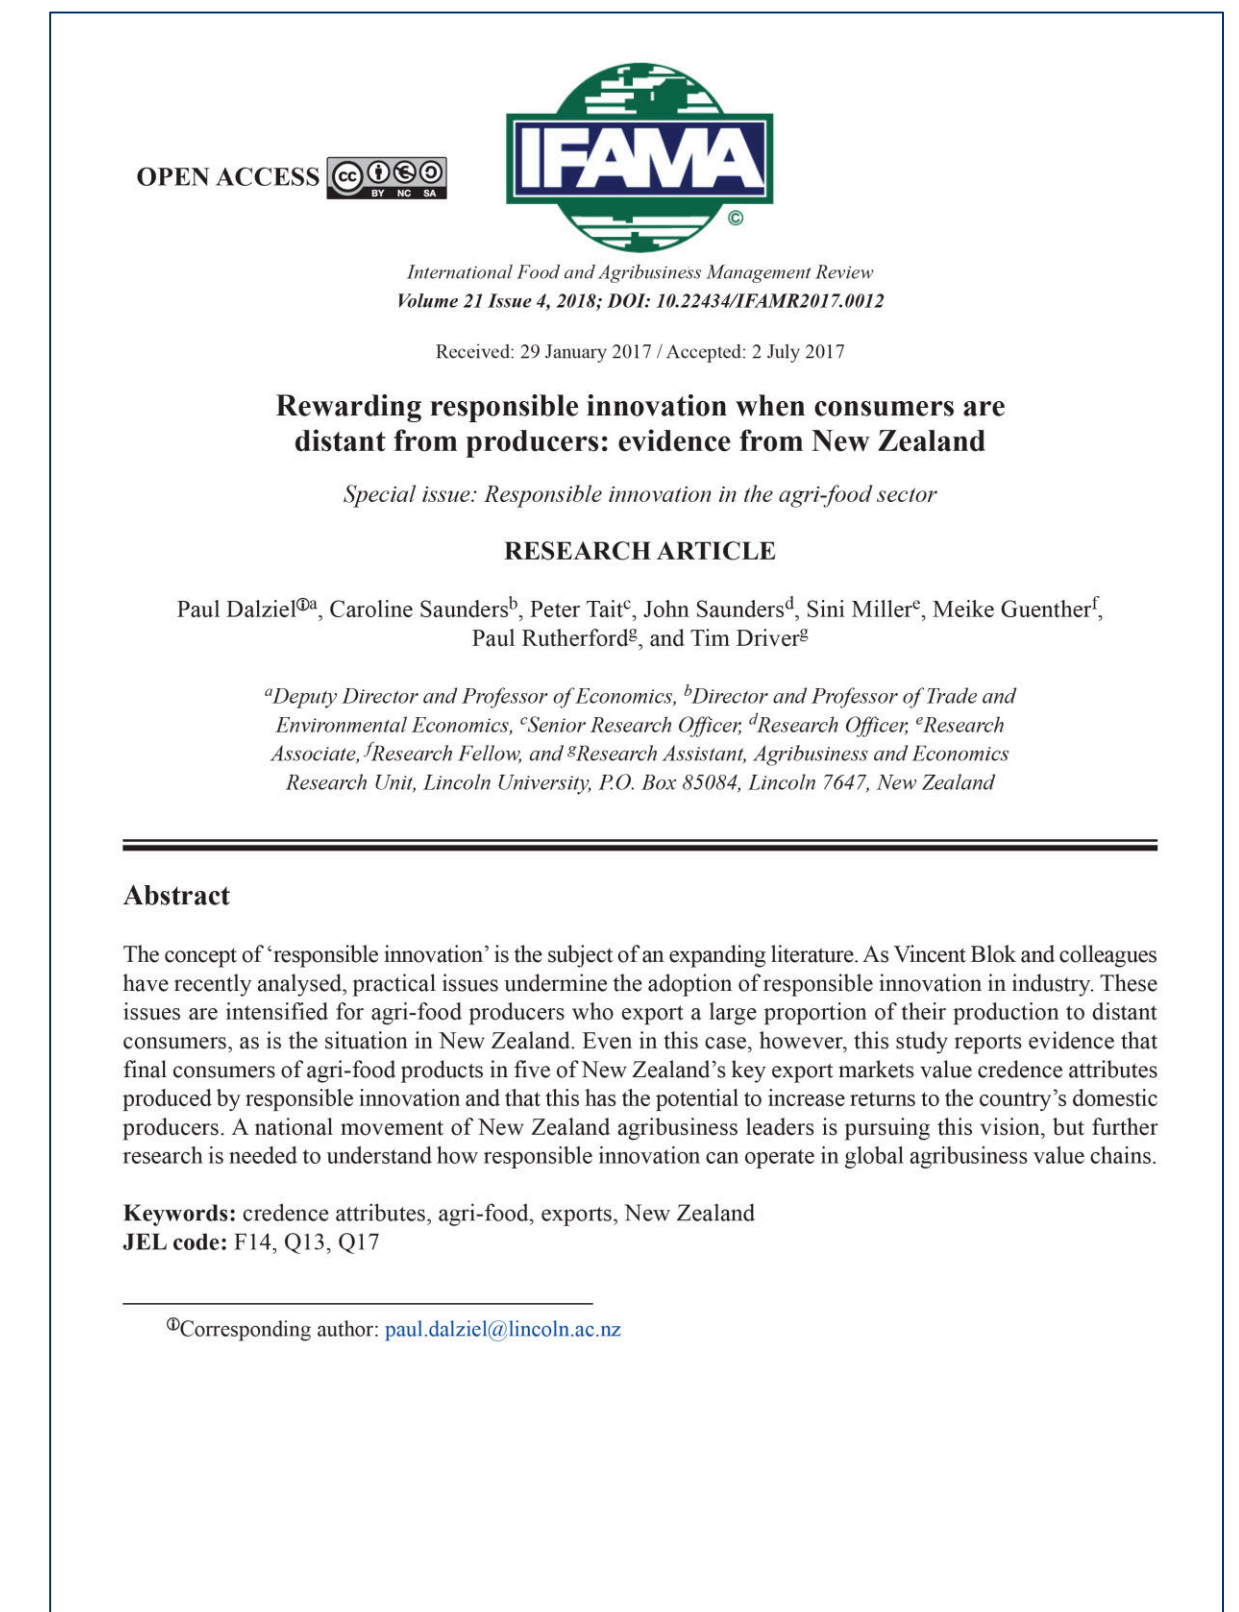 IFAMA
©
OPEN ACCESS cc BY NC SA
International Food and Agribusiness Management Review
Volume 21 Issue 4, 2018; DOI: 10.22434/IFAMR2017.0012
Received: 29 January 2017 / Accepted: 2 July 2017
Rewarding responsible innovation when consumers are
distant from producers: evidence from New Zealand
Special issue: Responsible innovation in the agri-food sector
RESEARCH ARTICLE
Paul Dalziel①a, Caroline Saundersb, Peter Taitc, John Saundersd, Sini Millere, Meike Guentherf,
Paul Rutherfordg, and Tim Driverg
aDeputy Director and Professor of Economics, bDirector and Professor of Trade and
Environmental Economics, cSenior Research Officer, dResearch Officer, eResearch
Associate, fResearch Fellow, and gResearch Assistant, Agribusiness and Economics
Research Unit, Lincoln University, P.O. Box 85084, Lincoln 7647, New Zealand
Abstract
The concept of ‘responsible innovation’ is the subject of an expanding literature. As Vincent Blok and colleagues
have recently analysed, practical issues undermine the adoption of responsible innovation in industry. These
issues are intensified for agri-food producers who export a large proportion of their production to distant
consumers, as is the situation in New Zealand. Even in this case, however, this study reports evidence that
final consumers of agri-food products in five of New Zealand’s key export markets value credence attributes
produced by responsible innovation and that this has the potential to increase returns to the country’s domestic
producers. A national movement of New Zealand agribusiness leaders is pursuing this vision, but further
research is needed to understand how responsible innovation can operate in global agribusiness value chains.
Keywords: credence attributes, agri-food, exports, New Zealand
JEL code: F14, Q13, Q17
①Corresponding author: paul.dalziel@lincoln.ac.nz